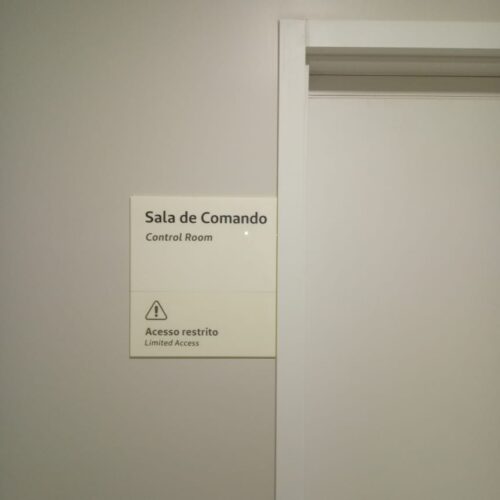 Sala de Comando
Control Room
Acesso restrito
Limited Access